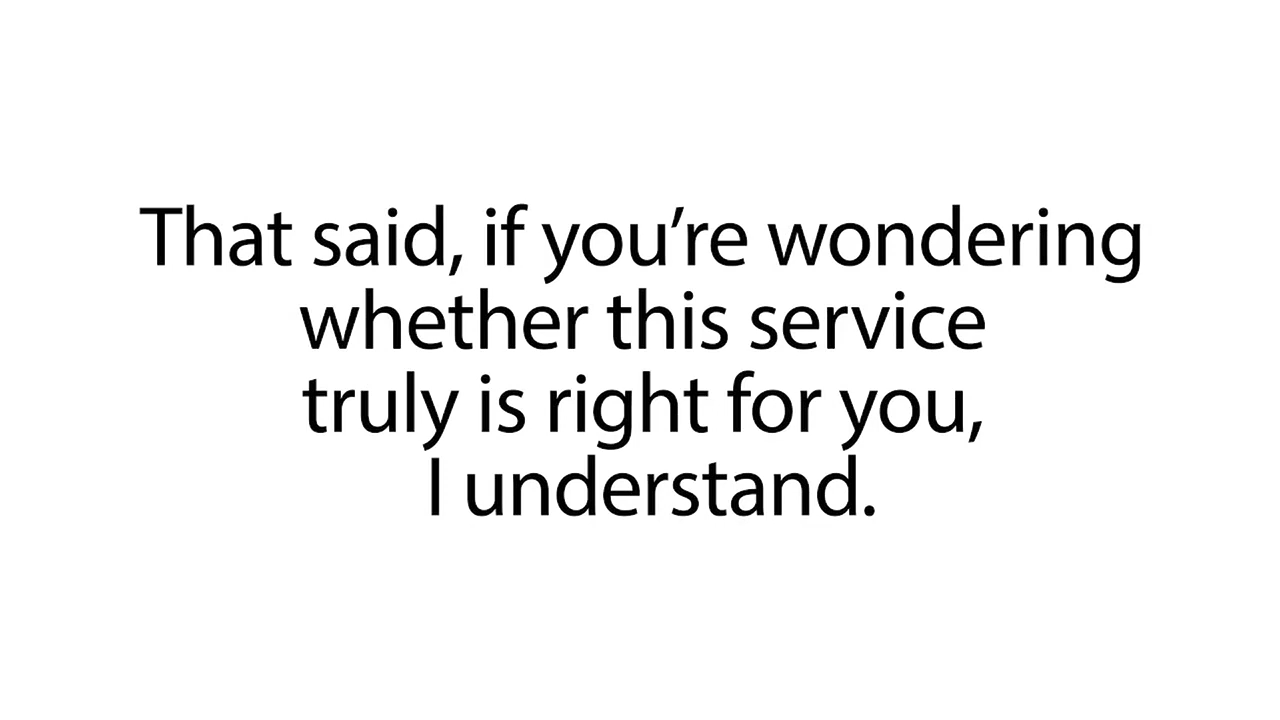 That said, if you’re wondering
whether this service
truly is right for you,
I understand.